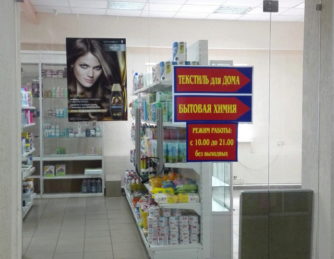 ТЕКСТИЛЬ для ДОМА
БЫТОВАЯ ХИМИЯ
РЕЖИМ РАБОТЫ:
с 10.00 до 21.00
без выходных